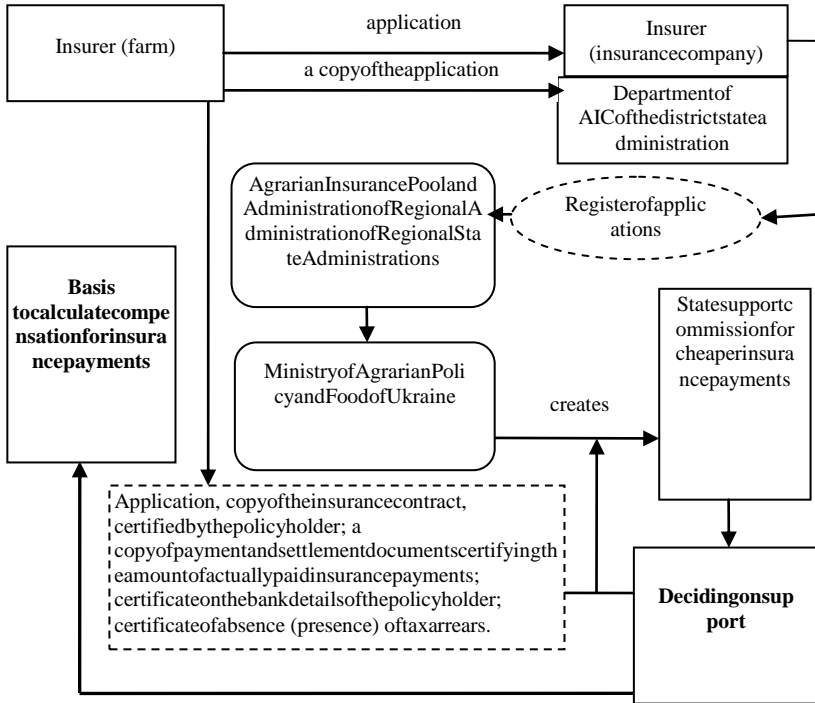 Insurer (farm)
application
a copyoftheapplication
Insurer
(insurancecompany)
Departmentof
AICofthedistrictstatea
dministration
AgrarianInsurancePooland
AdministrationofRegionalA
dministrationofRegionalSta
teAdministrations
Registerofapplic
ations
Basis
tocalculatecompe
nsationforinsura
ncepayments
MinistryofAgrarianPoli
cyandFoodofUkraine
creates
Statesupportc
ommissionfor
cheaperinsura
ncepayments
Application, copyoftheinsurancecontract,
certifiedbythepolicyholder; a
copyofpaymentandsettlementdocumentscertifyingth
eamountofactuallypaidinsurancepayments;
certificateonthebankdetailsofthepolicyholder;
certificateofabsence (presence) oftaxarrears.
Decidingonsup
port